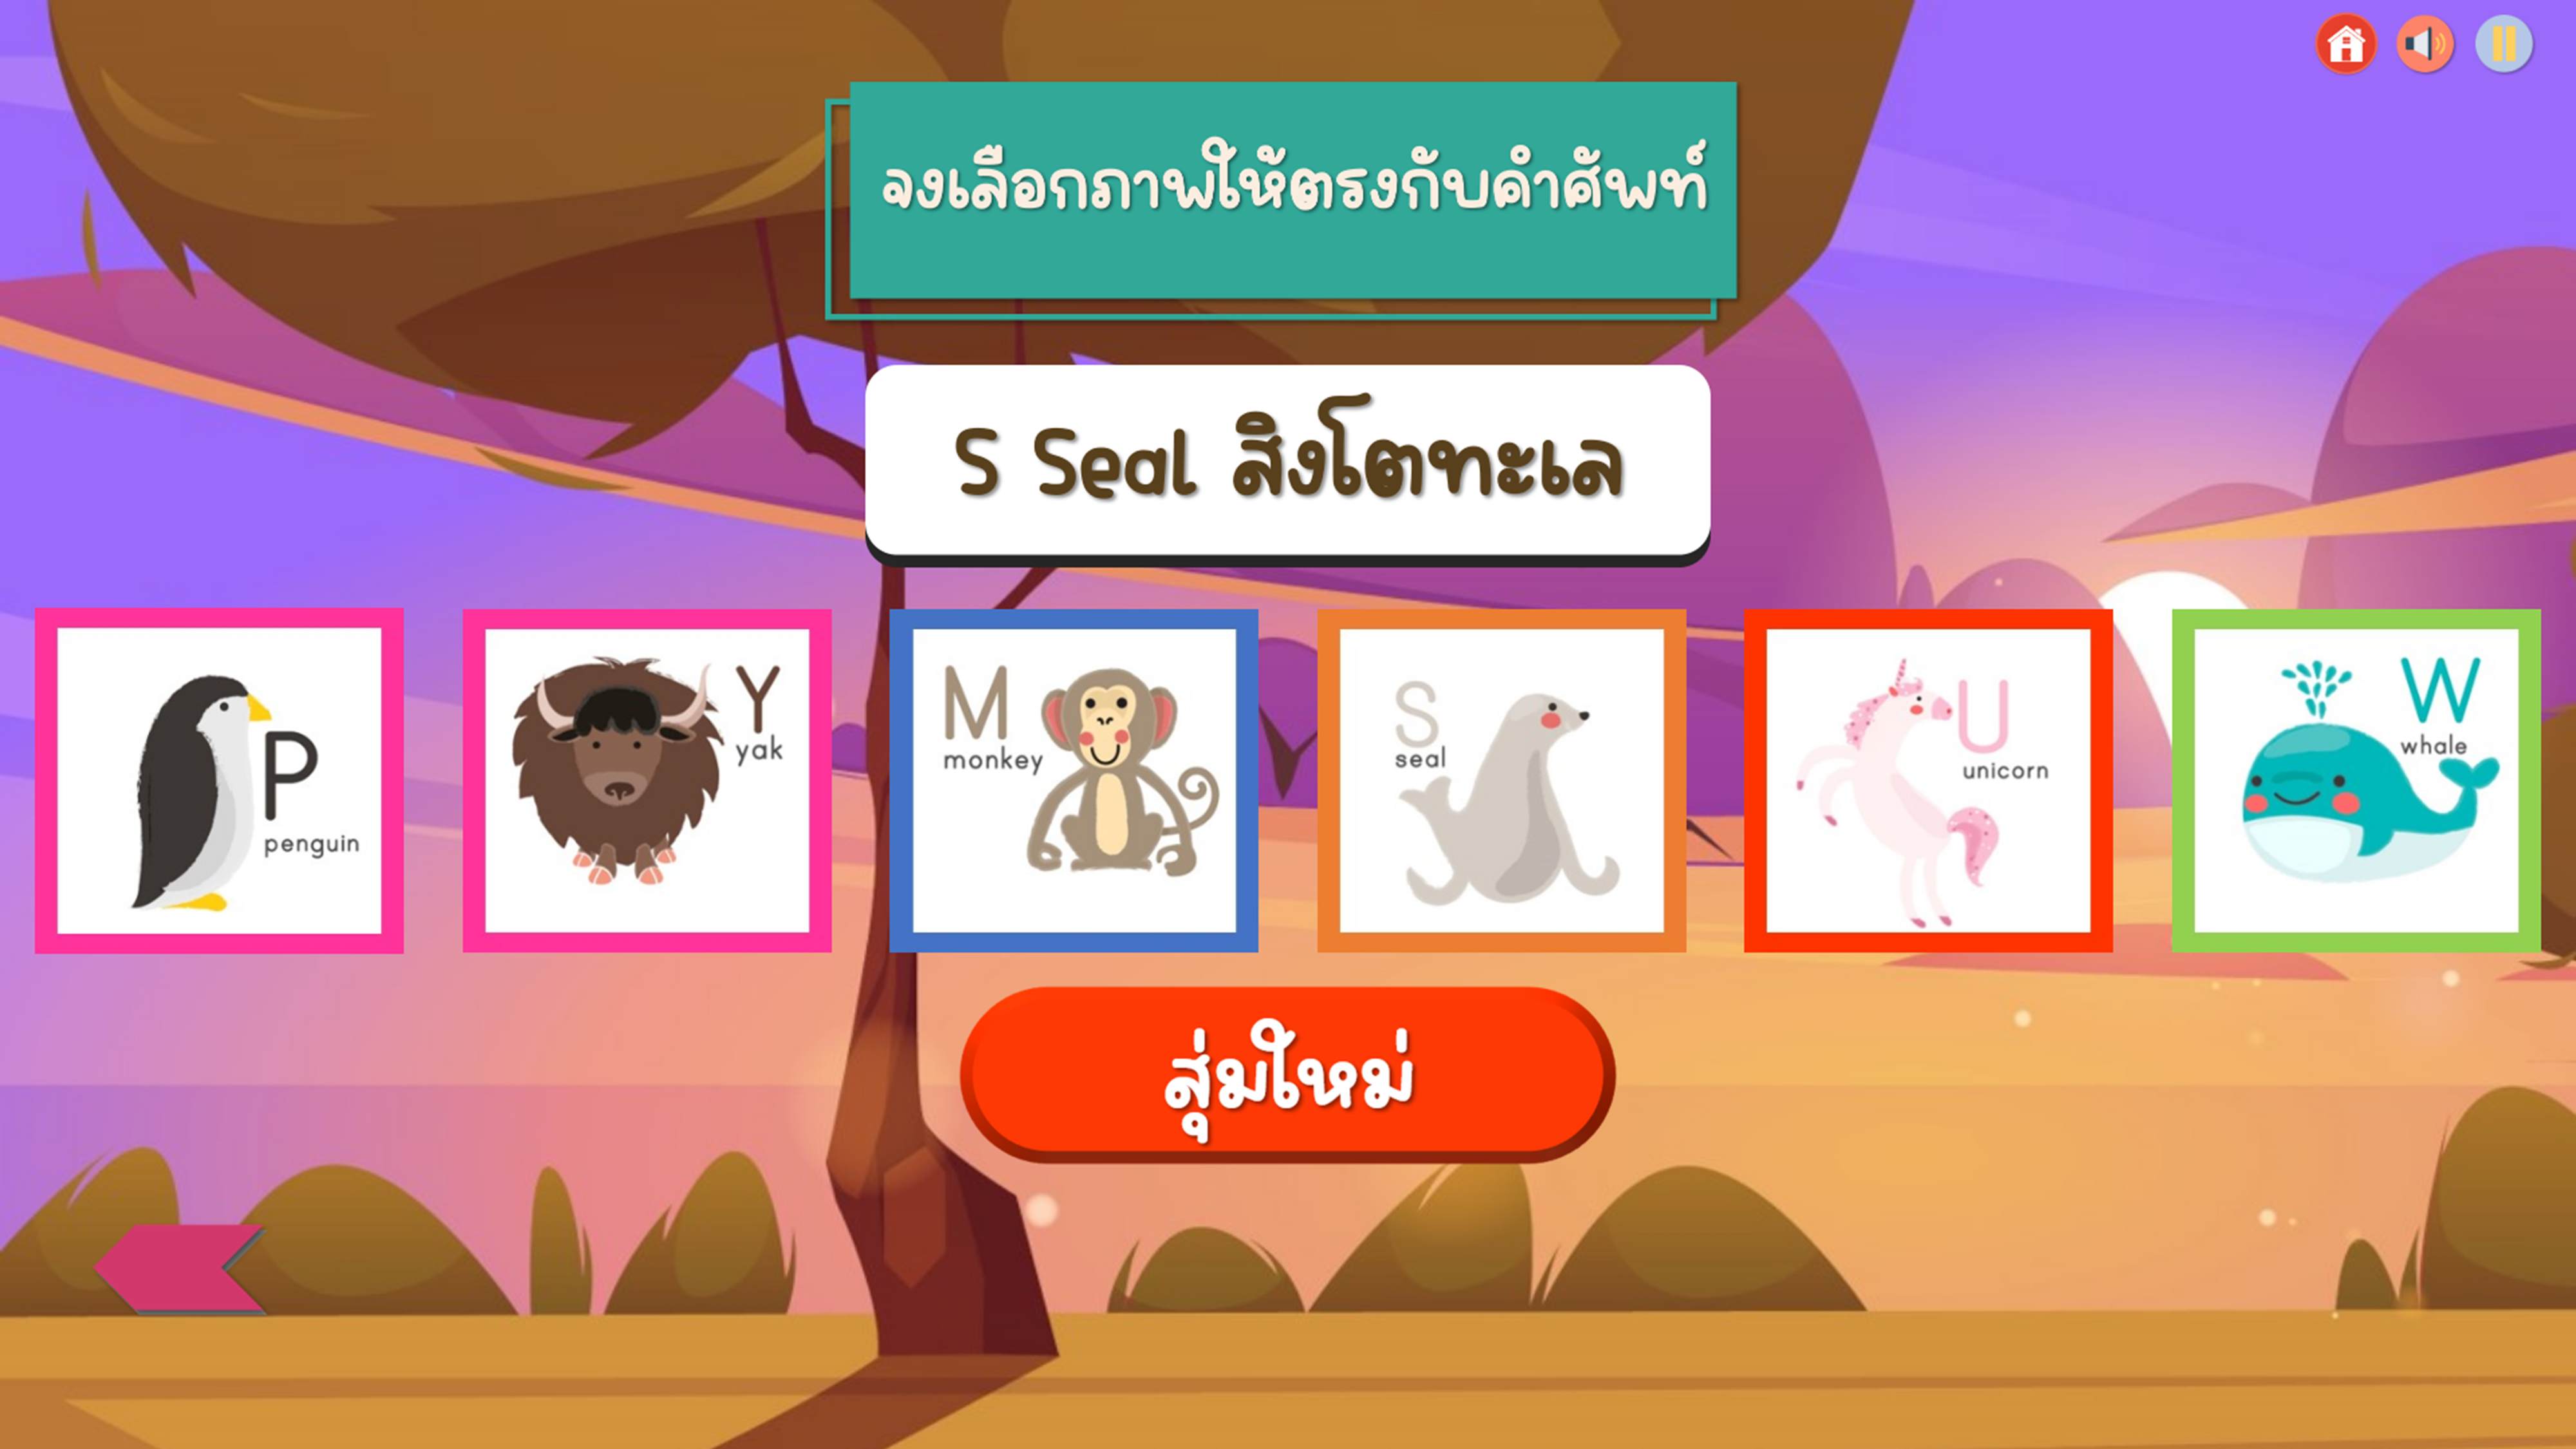 จงเลือกภาพให้ตรงกับคำศัพท์
S Seal สิงโตทะเล
P
penguin
Y
yak
M
monkey
S
seal
U
unicorn
W
whale
สุ่มใหม่